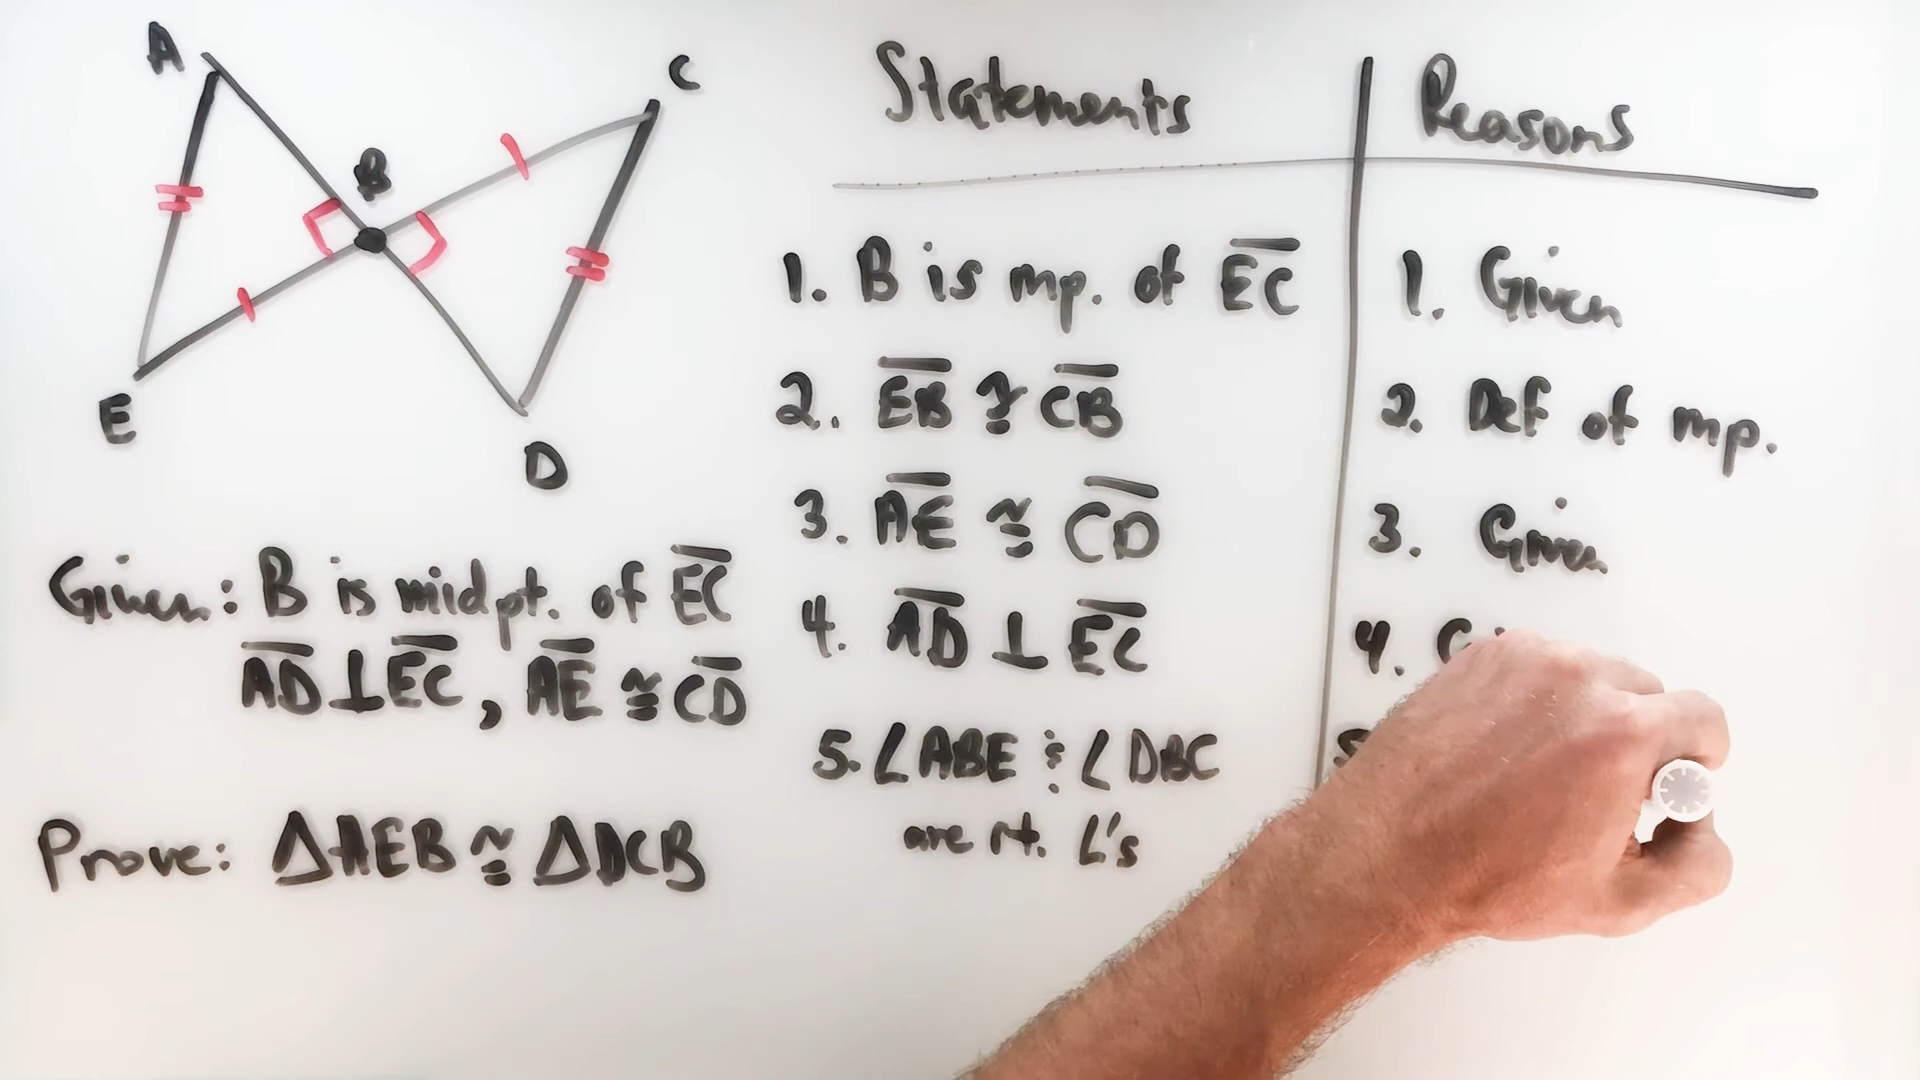 A
C
B
E
D
Given: B is midpt. of EC
AD ⊥ EC, AE ≅ CD
Prove: △AEB ≅ △DCB
Statements
Reasons
1. B is mp. of EC
1. Given
2. EB ≅ CB
2. Def of mp.
3. AE ≅ CD
3. Given
4. AD ⊥ EC
4.
5. ∠ABE & ∠DBC
are rt. ∠'s
5